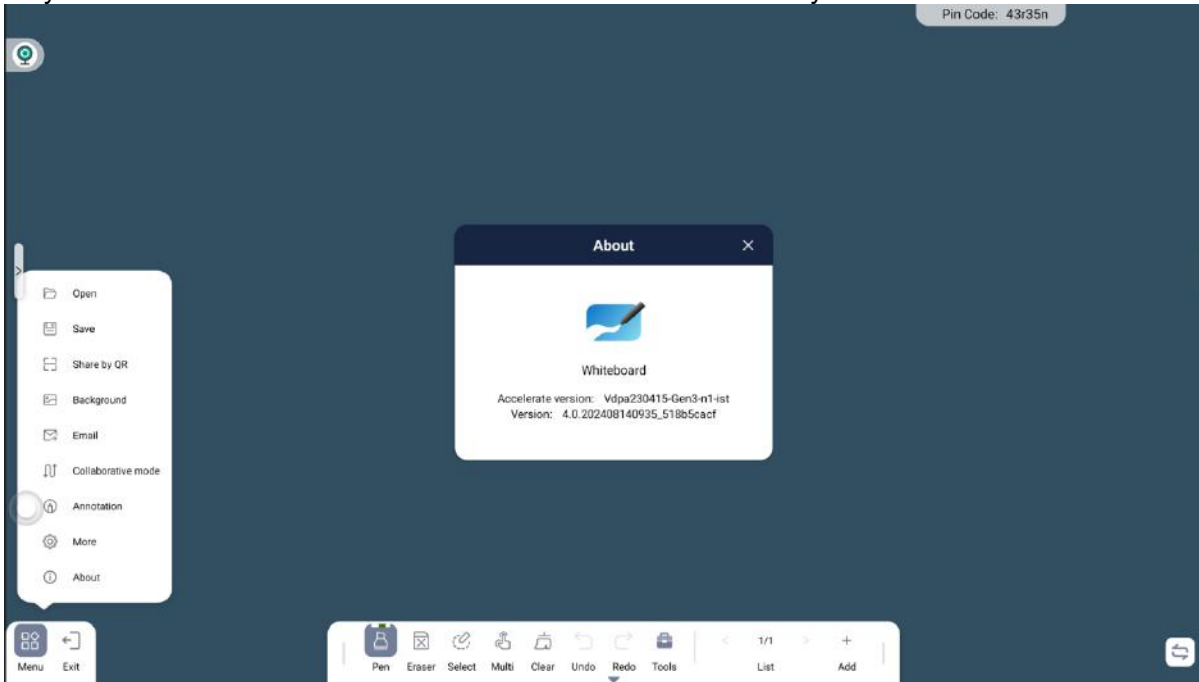 Pin Code: 43r35n
About
Whiteboard
Accelerate version: Vdpa230415-Gen3-n1-ist
Version: 4.0.202408140935_518b5cacf
Open
Save
Share by QR
Background
Email
Collaborative mode
Annotation
More
About
Menu Exit
Pen Eraser Select Multi Clear Undo Redo Tools
< 1/1 > +
List Add